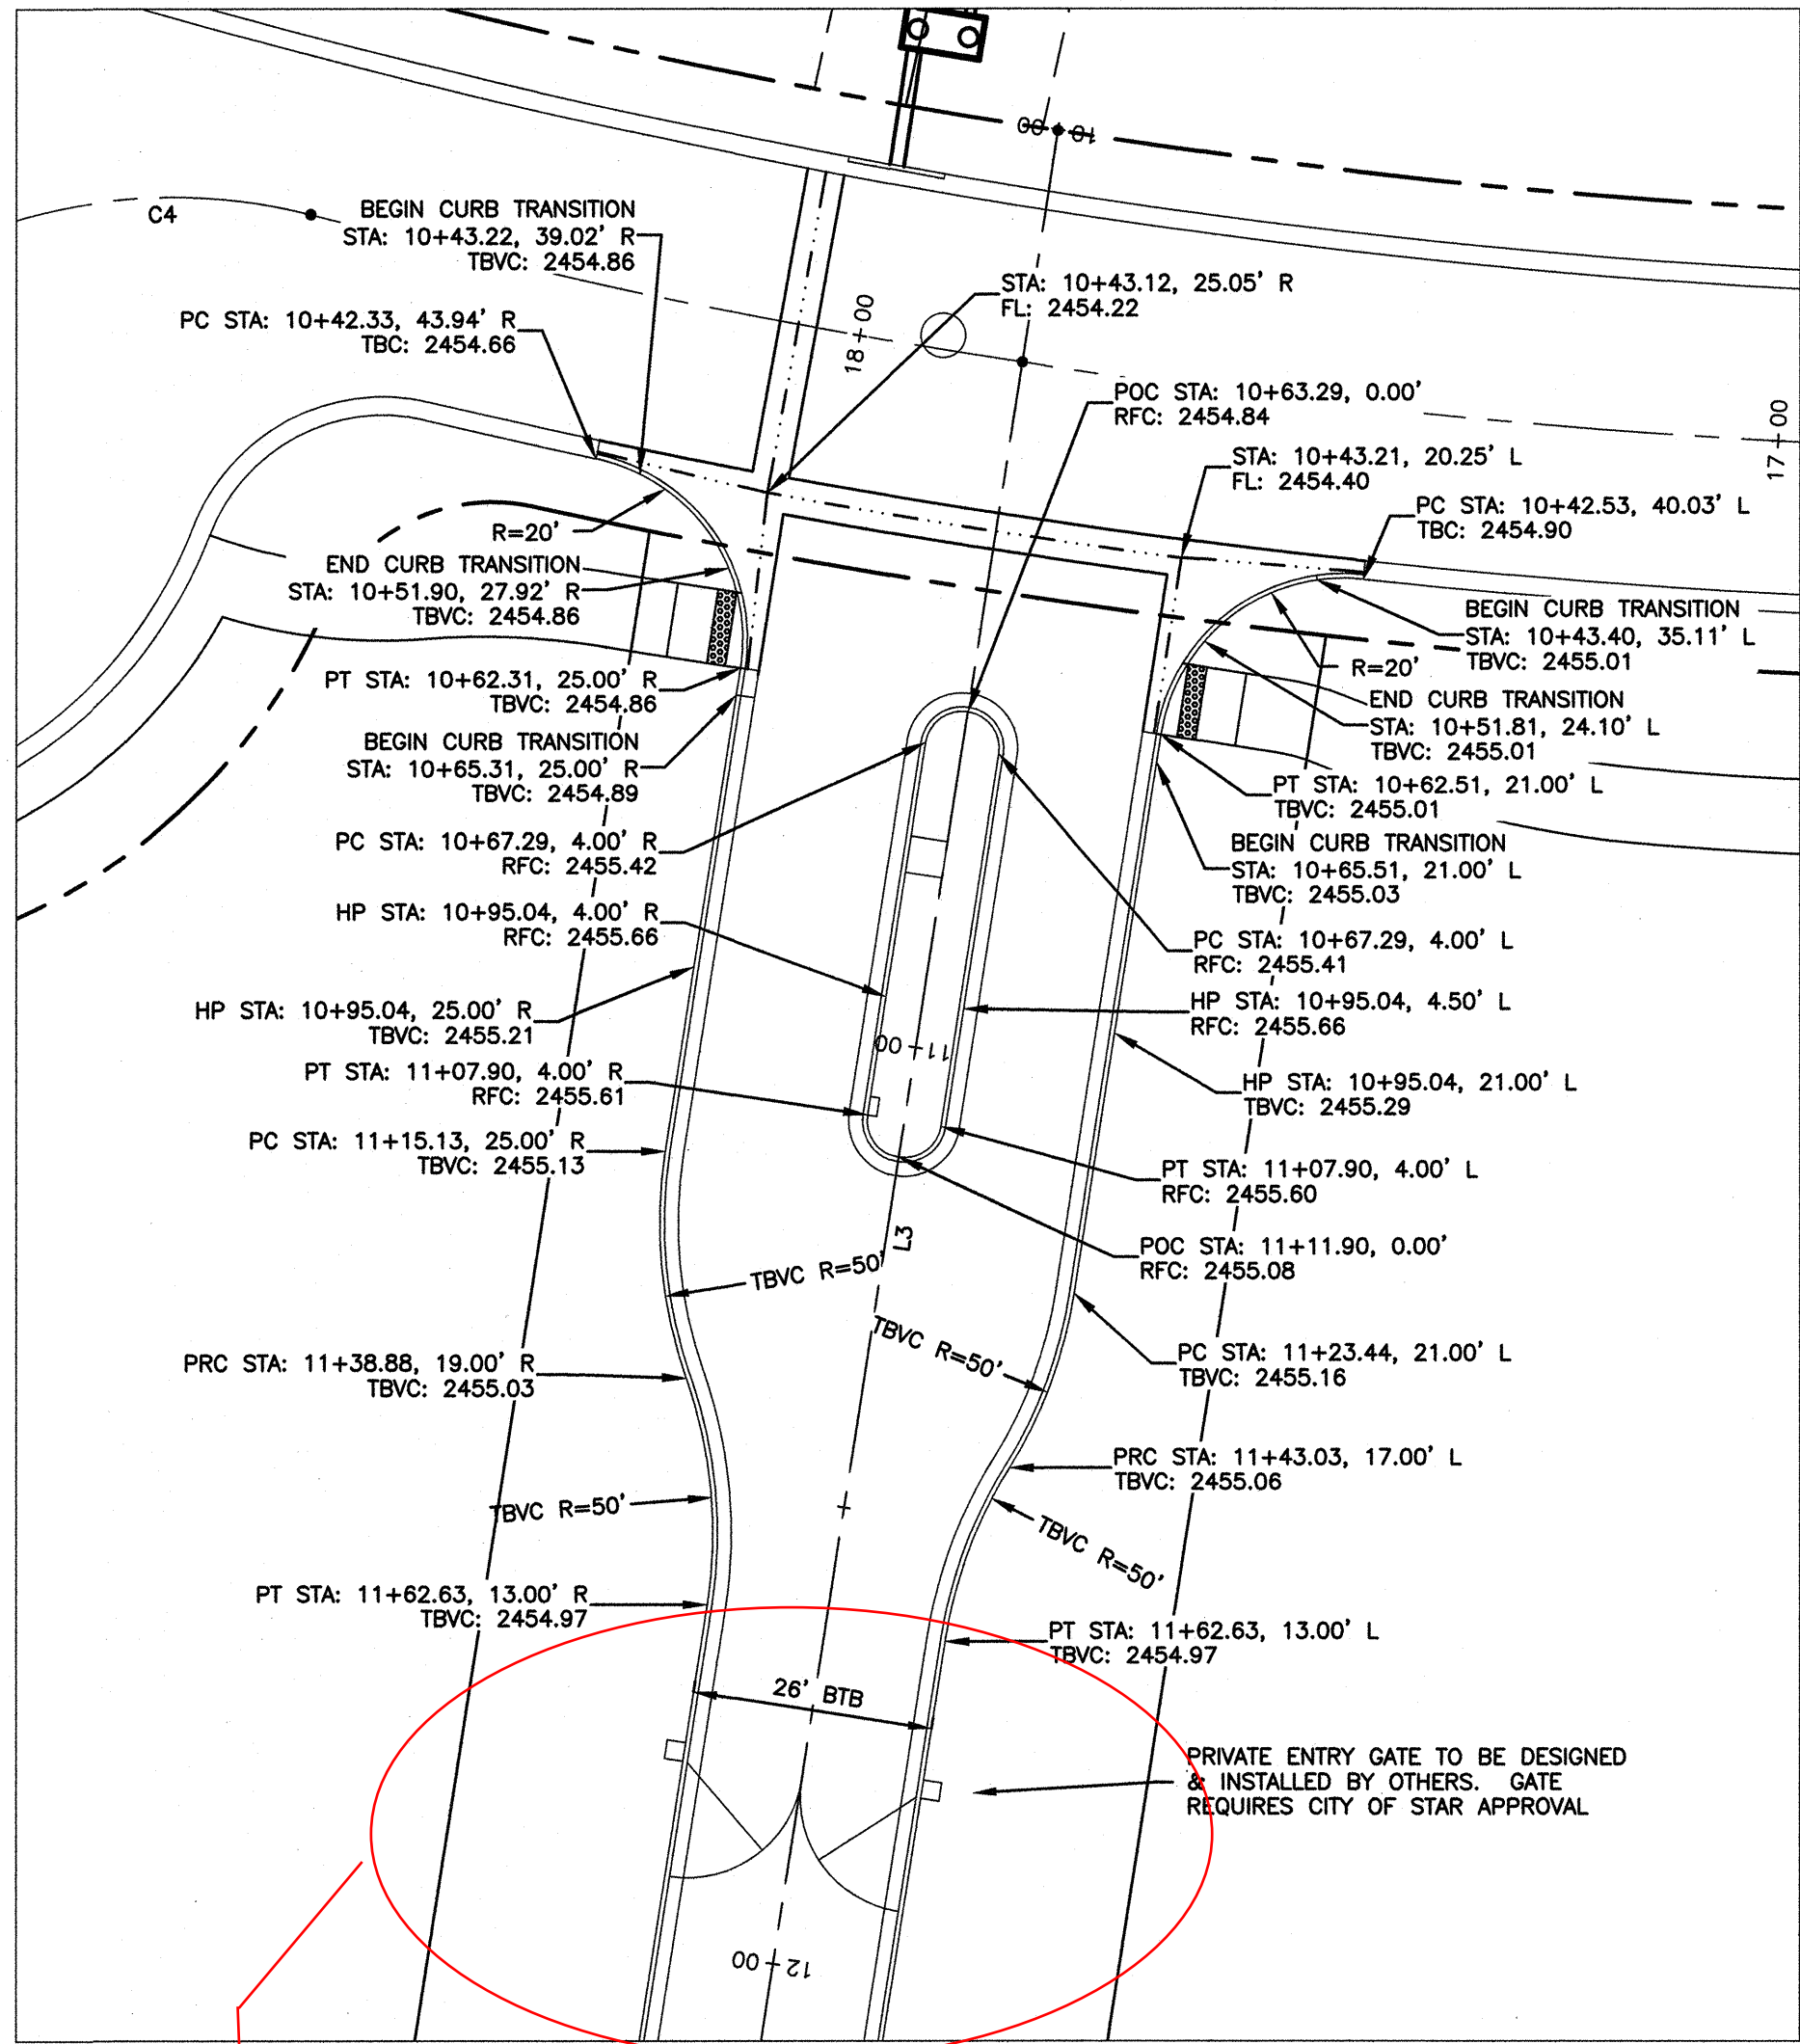 10+00
C4
BEGIN CURB TRANSITION
STA: 10+43.22, 39.02' R
TBVC: 2454.86
STA: 10+43.12, 25.05' R
FL: 2454.22
18+00
PC STA: 10+42.33, 43.94' R
TBC: 2454.66
POC STA: 10+63.29, 0.00'
RFC: 2454.84
17+00
STA: 10+43.21, 20.25' L
FL: 2454.40
PC STA: 10+42.53, 40.03' L
TBC: 2454.90
R=20'
END CURB TRANSITION
STA: 10+51.90, 27.92' R
TBVC: 2454.86
BEGIN CURB TRANSITION
STA: 10+43.40, 35.11' L
TBVC: 2455.01
R=20'
PT STA: 10+62.31, 25.00' R
TBVC: 2454.86
END CURB TRANSITION
STA: 10+51.81, 24.10' L
TBVC: 2455.01
BEGIN CURB TRANSITION
STA: 10+65.31, 25.00' R
TBVC: 2454.89
PT STA: 10+62.51, 21.00' L
TBVC: 2455.01
PC STA: 10+67.29, 4.00' R
RFC: 2455.42
BEGIN CURB TRANSITION
STA: 10+65.51, 21.00' L
TBVC: 2455.03
HP STA: 10+95.04, 4.00' R
RFC: 2455.66
PC STA: 10+67.29, 4.00' L
RFC: 2455.41
HP STA: 10+95.04, 25.00' R
TBVC: 2455.21
HP STA: 10+95.04, 4.50' L
RFC: 2455.66
11+00
PT STA: 11+07.90, 4.00' R
RFC: 2455.61
HP STA: 10+95.04, 21.00' L
TBVC: 2455.29
PC STA: 11+15.13, 25.00' R
TBVC: 2455.13
PT STA: 11+07.90, 4.00' L
RFC: 2455.60
L3
POC STA: 11+11.90, 0.00'
RFC: 2455.08
TBVC R=50'
TBVC R=50'
PRC STA: 11+38.88, 19.00' R
TBVC: 2455.03
PC STA: 11+23.44, 21.00' L
TBVC: 2455.16
PRC STA: 11+43.03, 17.00' L
TBVC: 2455.06
TBVC R=50'
TBVC R=50'
PT STA: 11+62.63, 13.00' R
TBVC: 2454.97
PT STA: 11+62.63, 13.00' L
TBVC: 2454.97
26' BTB
PRIVATE ENTRY GATE TO BE DESIGNED
& INSTALLED BY OTHERS. GATE
REQUIRES CITY OF STAR APPROVAL
12+00